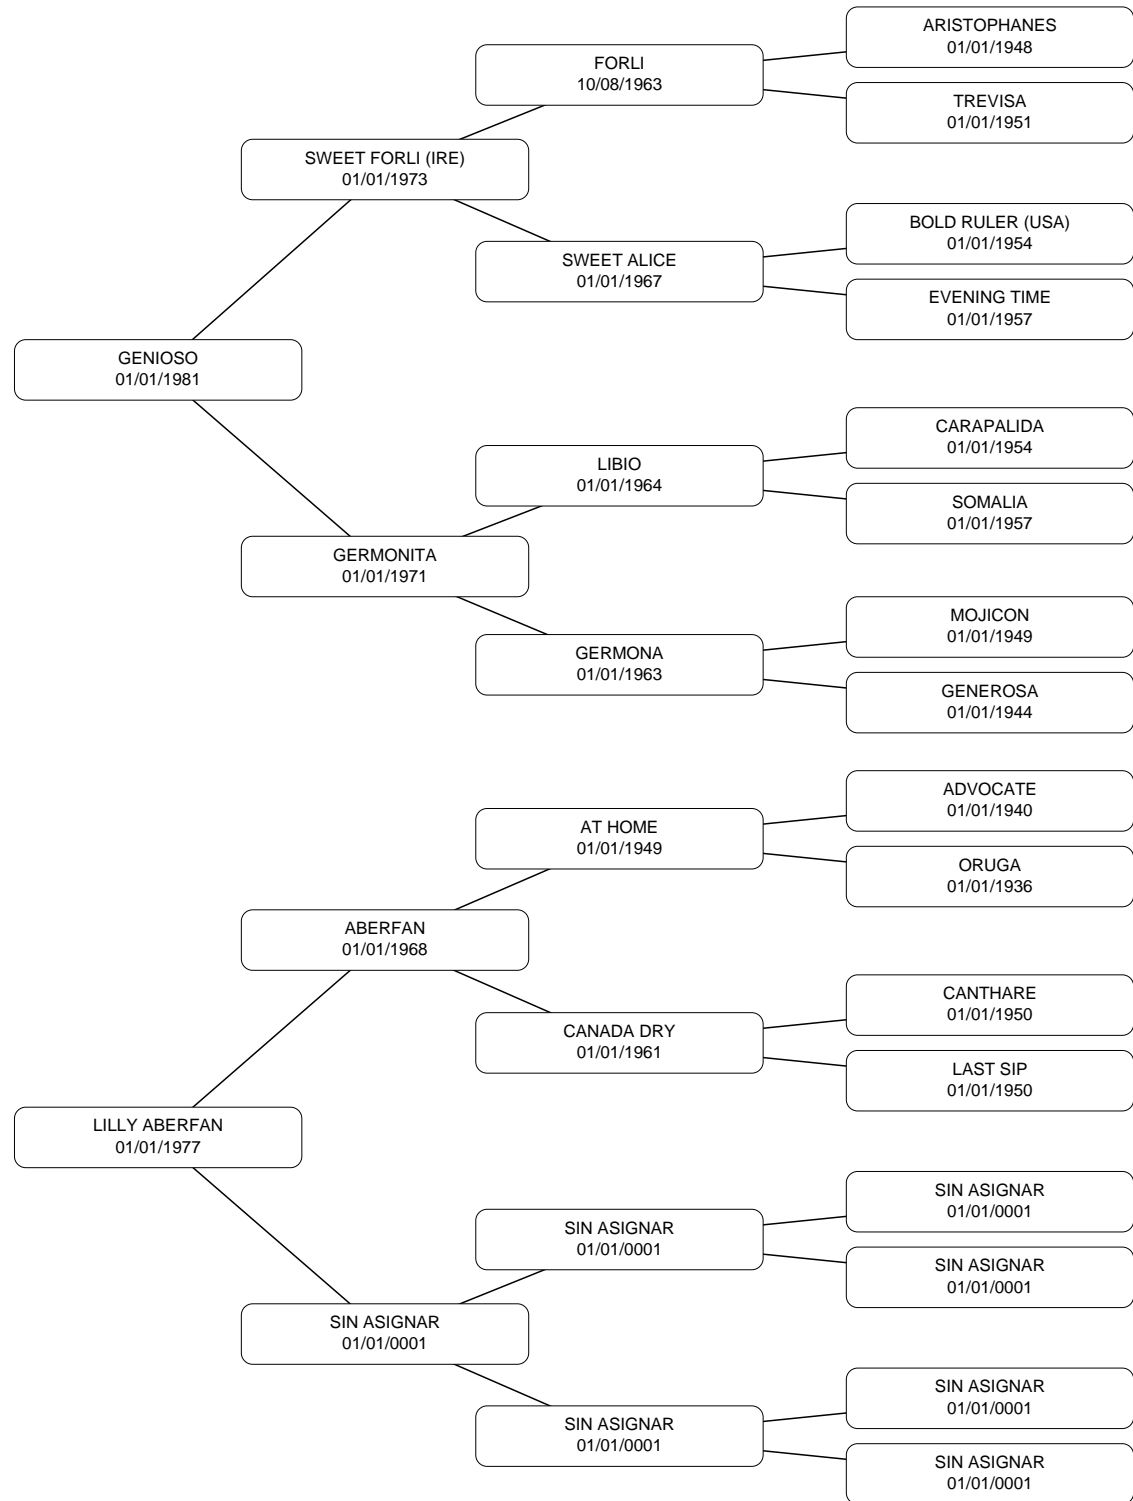 ARISTOPHANES
01/01/1948
FORLI
10/08/1963
TREVISA
01/01/1951
SWEET FORLI (IRE)
01/01/1973
BOLD RULER (USA)
01/01/1954
SWEET ALICE
01/01/1967
EVENING TIME
01/01/1957
GENIOSO
01/01/1981
CARAPALIDA
01/01/1954
LIBIO
01/01/1964
SOMALIA
01/01/1957
GERMONITA
01/01/1971
MOJICON
01/01/1949
GERMONA
01/01/1963
GENEROSA
01/01/1944
ADVOCATE
01/01/1940
AT HOME
01/01/1949
ORUGA
01/01/1936
ABERFAN
01/01/1968
CANTHARE
01/01/1950
CANADA DRY
01/01/1961
LAST SIP
01/01/1950
LILLY ABERFAN
01/01/1977
SIN ASIGNAR
01/01/0001
SIN ASIGNAR
01/01/0001
SIN ASIGNAR
01/01/0001
SIN ASIGNAR
01/01/0001
SIN ASIGNAR
01/01/0001
SIN ASIGNAR
01/01/0001
SIN ASIGNAR
01/01/0001